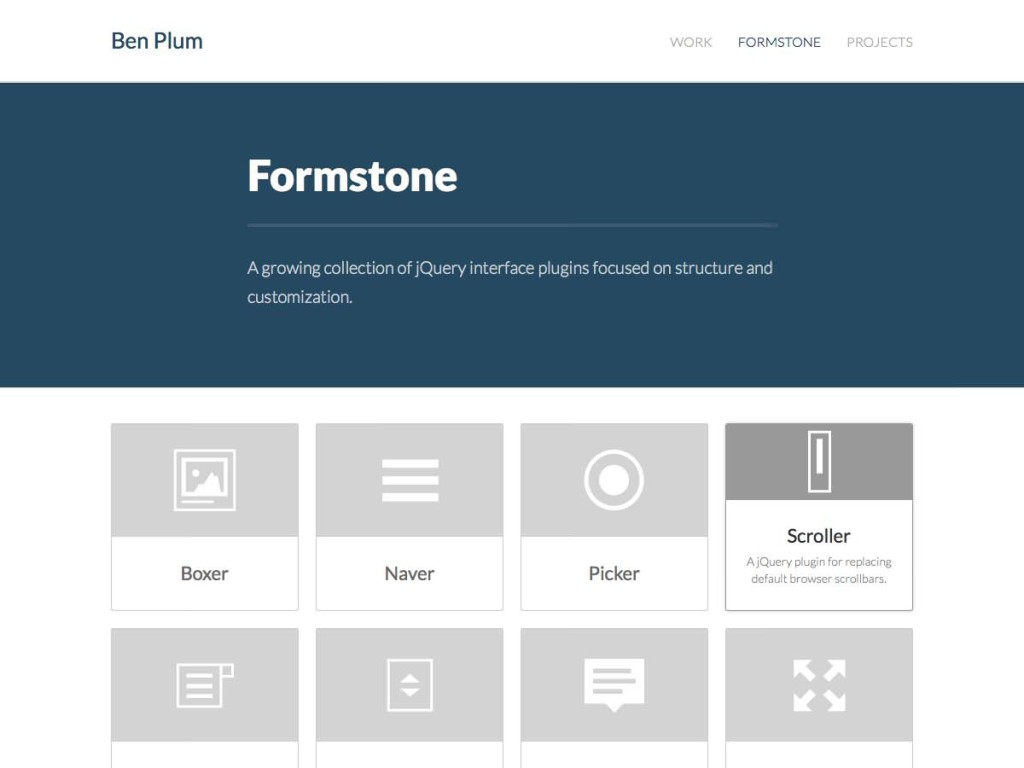 Ben Plum
WORK
FORMSTONE
PROJECTS
Formstone
A growing collection of jQuery interface plugins focused on structure and
customization.
Boxer
Naver
Picker
Scroller
A jQuery plugin for replacing
default browser scrollbars.